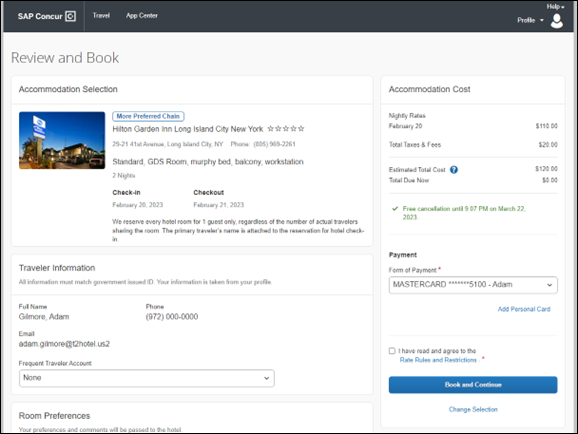 SAP Concur C
Travel
App Center
Help
Profile
Review and Book
Accommodation Selection
More Preferred Chain
Hilton Garden Inn Long Island City New York
29-21 41st Avenue, Long Island City, NY Phone: (805) 969-2261
Standard, GDS Room, murphy bed, balcony, workstation
2 Nights
Check-in Checkout
February 20, 2023 February 21, 2023
We reserve every hotel room for 1 guest only, regardless of the number of actual travelers
sharing the room. The primary traveler's name is attached to the reservation for hotel check-
in
Traveler Information
All information must match government issued ID. Your information is taken from your profile
Full Name Phone
Gilmore, Adam (972) 000-0000
Email
adam.gilmore@t2hotel.us2
Frequent Traveler Account
None
Room Preferences
Your preferences and comments will be passed to the hotel.
Accommodation Cost
Nightly Rates
February 20 $110.00
Total Taxes & Fees $20.00
Estimated Total Cost ? $120.00
Total Due Now $0.00
Free cancellation until 9:07 PM on March 22,
2023
Payment
Form of Payment *
MASTERCARD *******5100 - Adam
Add Personal Card
I have read and agree to the
Rate Rules and Restrictions . *
Book and Continue
Change Selection